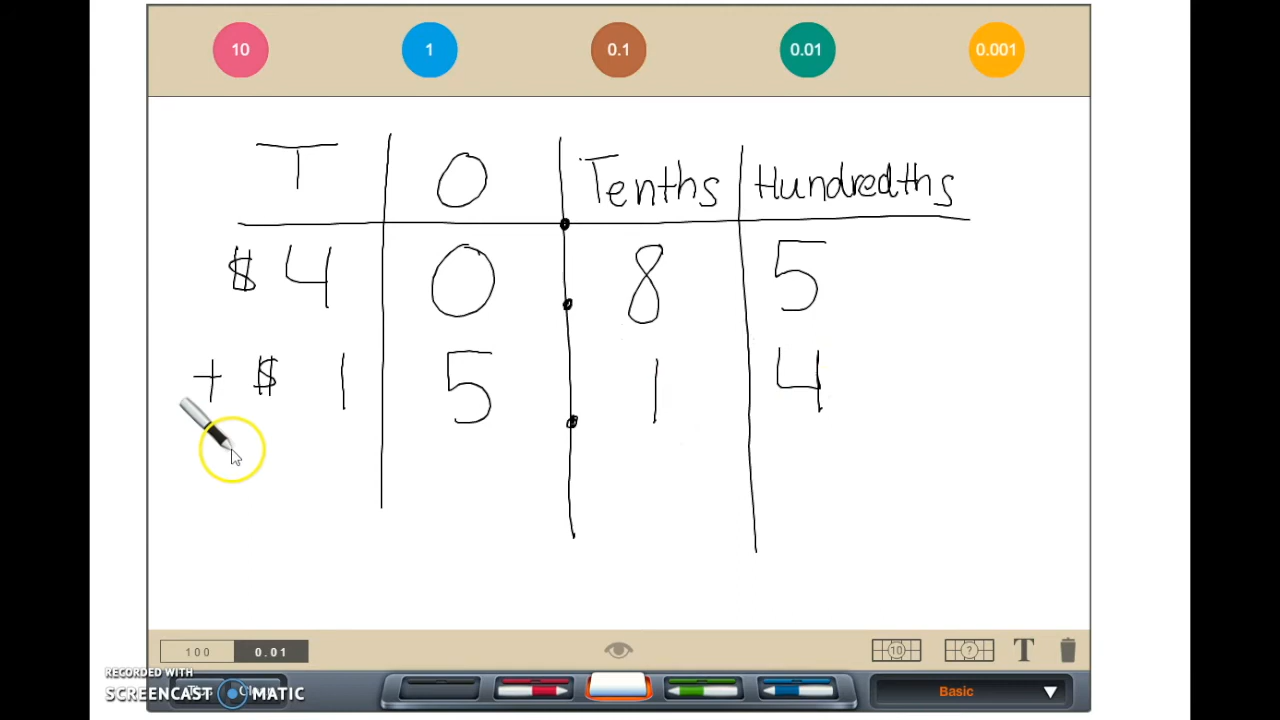 10 1 0.1 0.01 0.001
T O Tenths Hundredths
$ 4 0 . 8 5
+ $ 1 5 . 1 4
100 0.01 10 ? T
RECORDED WITH
SCREENCAST MATIC
Basic